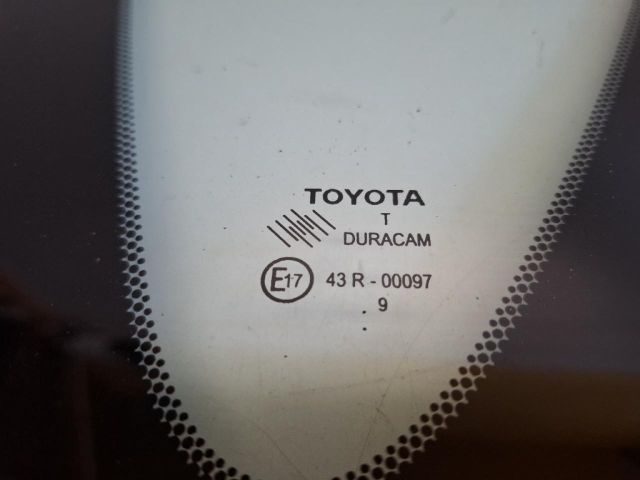 TOYOTA
T
DURACAM
E17 43 R - 00097
9
. .
.